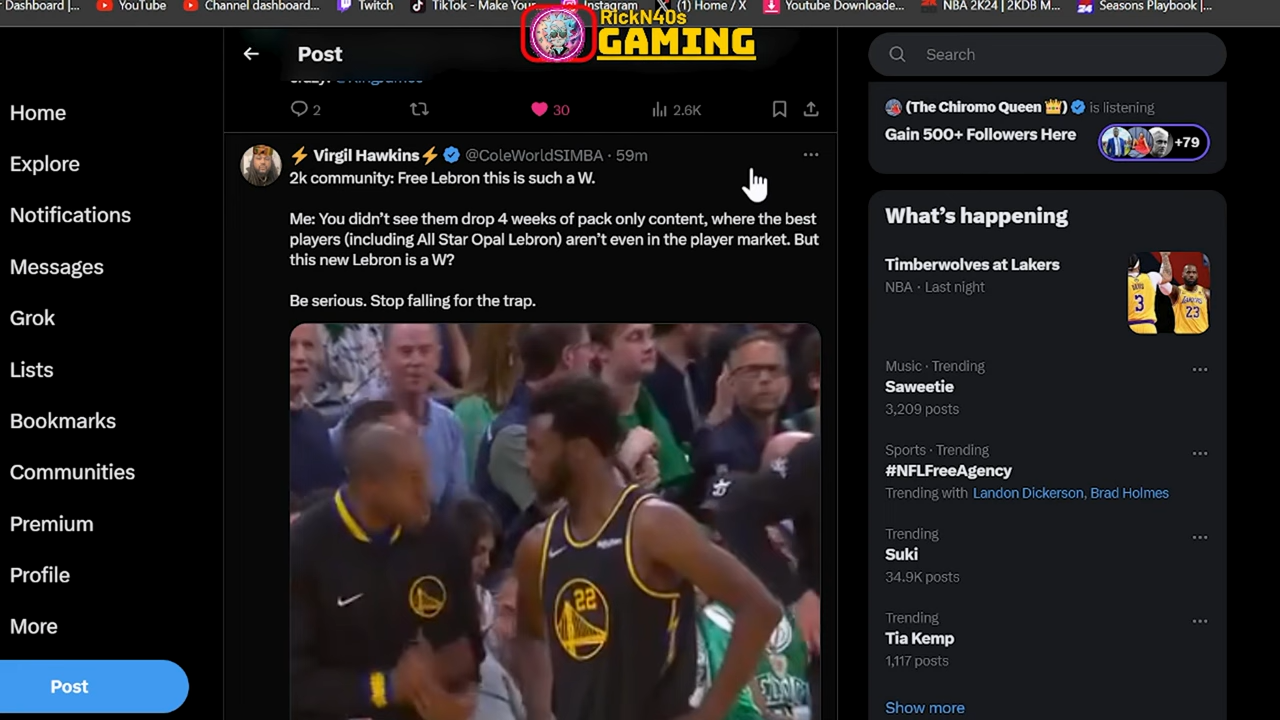 r Dashboard |...
YouTube
Channel dashboard...
Twitch
TikTok - Make Your...
Instagram
(1) Home / X
Youtube Downloade...
NBA 2K24 | 2KDB M...
Seasons Playbook |...
RickN40s
GAMING
Post
Search
2
30
2.6K
(The Chiromo Queen 👑) is listening
Gain 500+ Followers Here
+79
Home
Explore
Notifications
Messages
Grok
Lists
Bookmarks
Communities
Premium
Profile
More
Post
⚡ Virgil Hawkins⚡ @ColeWorldSIMBA · 59m
2k community: Free Lebron this is such a W.
Me: You didn't see them drop 4 weeks of pack only content, where the best
players (including All Star Opal Lebron) aren't even in the player market. But
this new Lebron is a W?
Be serious. Stop falling for the trap.
22
What's happening
Timberwolves at Lakers
NBA · Last night
3
23
Music · Trending
Saweetie
3,209 posts
Sports · Trending
#NFLFreeAgency
Trending with Landon Dickerson, Brad Holmes
Trending
Suki
34.9K posts
Trending
Tia Kemp
1,117 posts
Show more